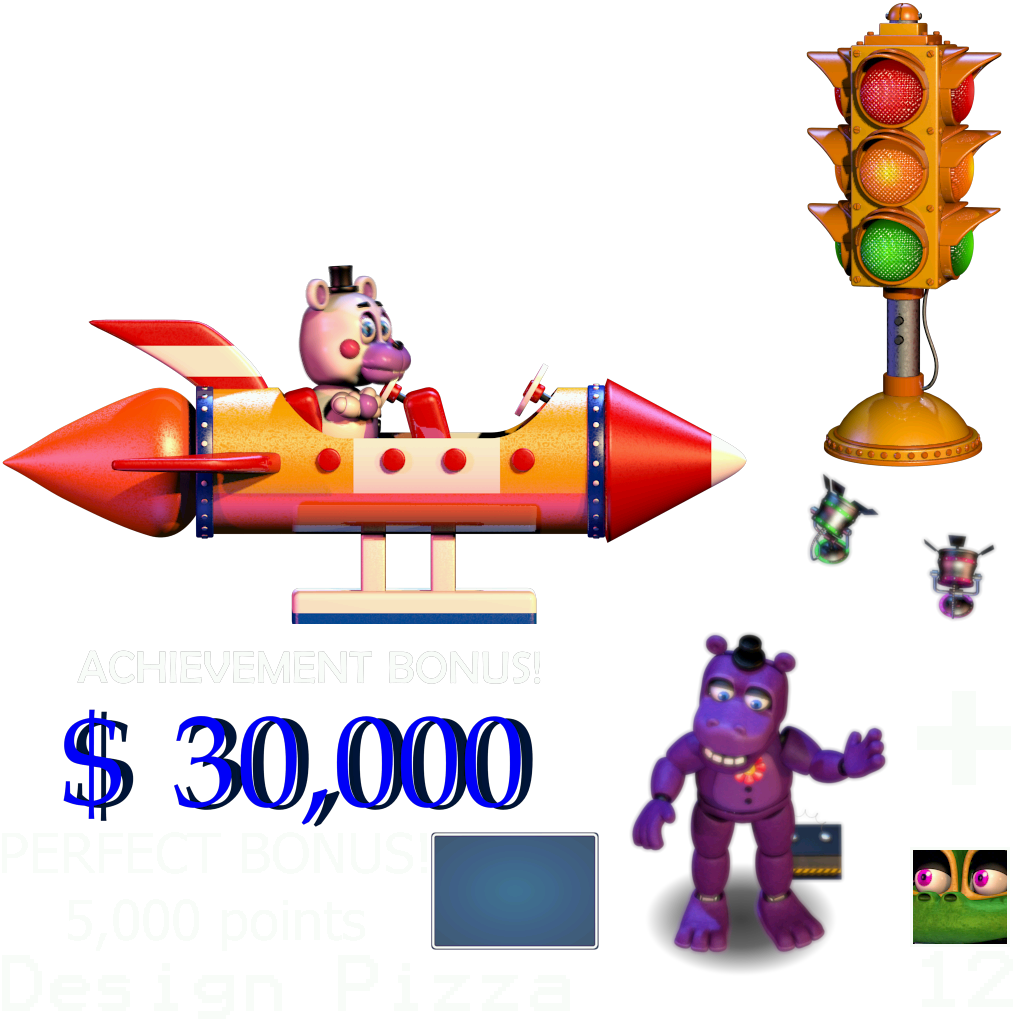 ACHIEVEMENT BONUS!
$ 30,000
PERFECT BONUS!
5,000 points
Design Pizza
+
12